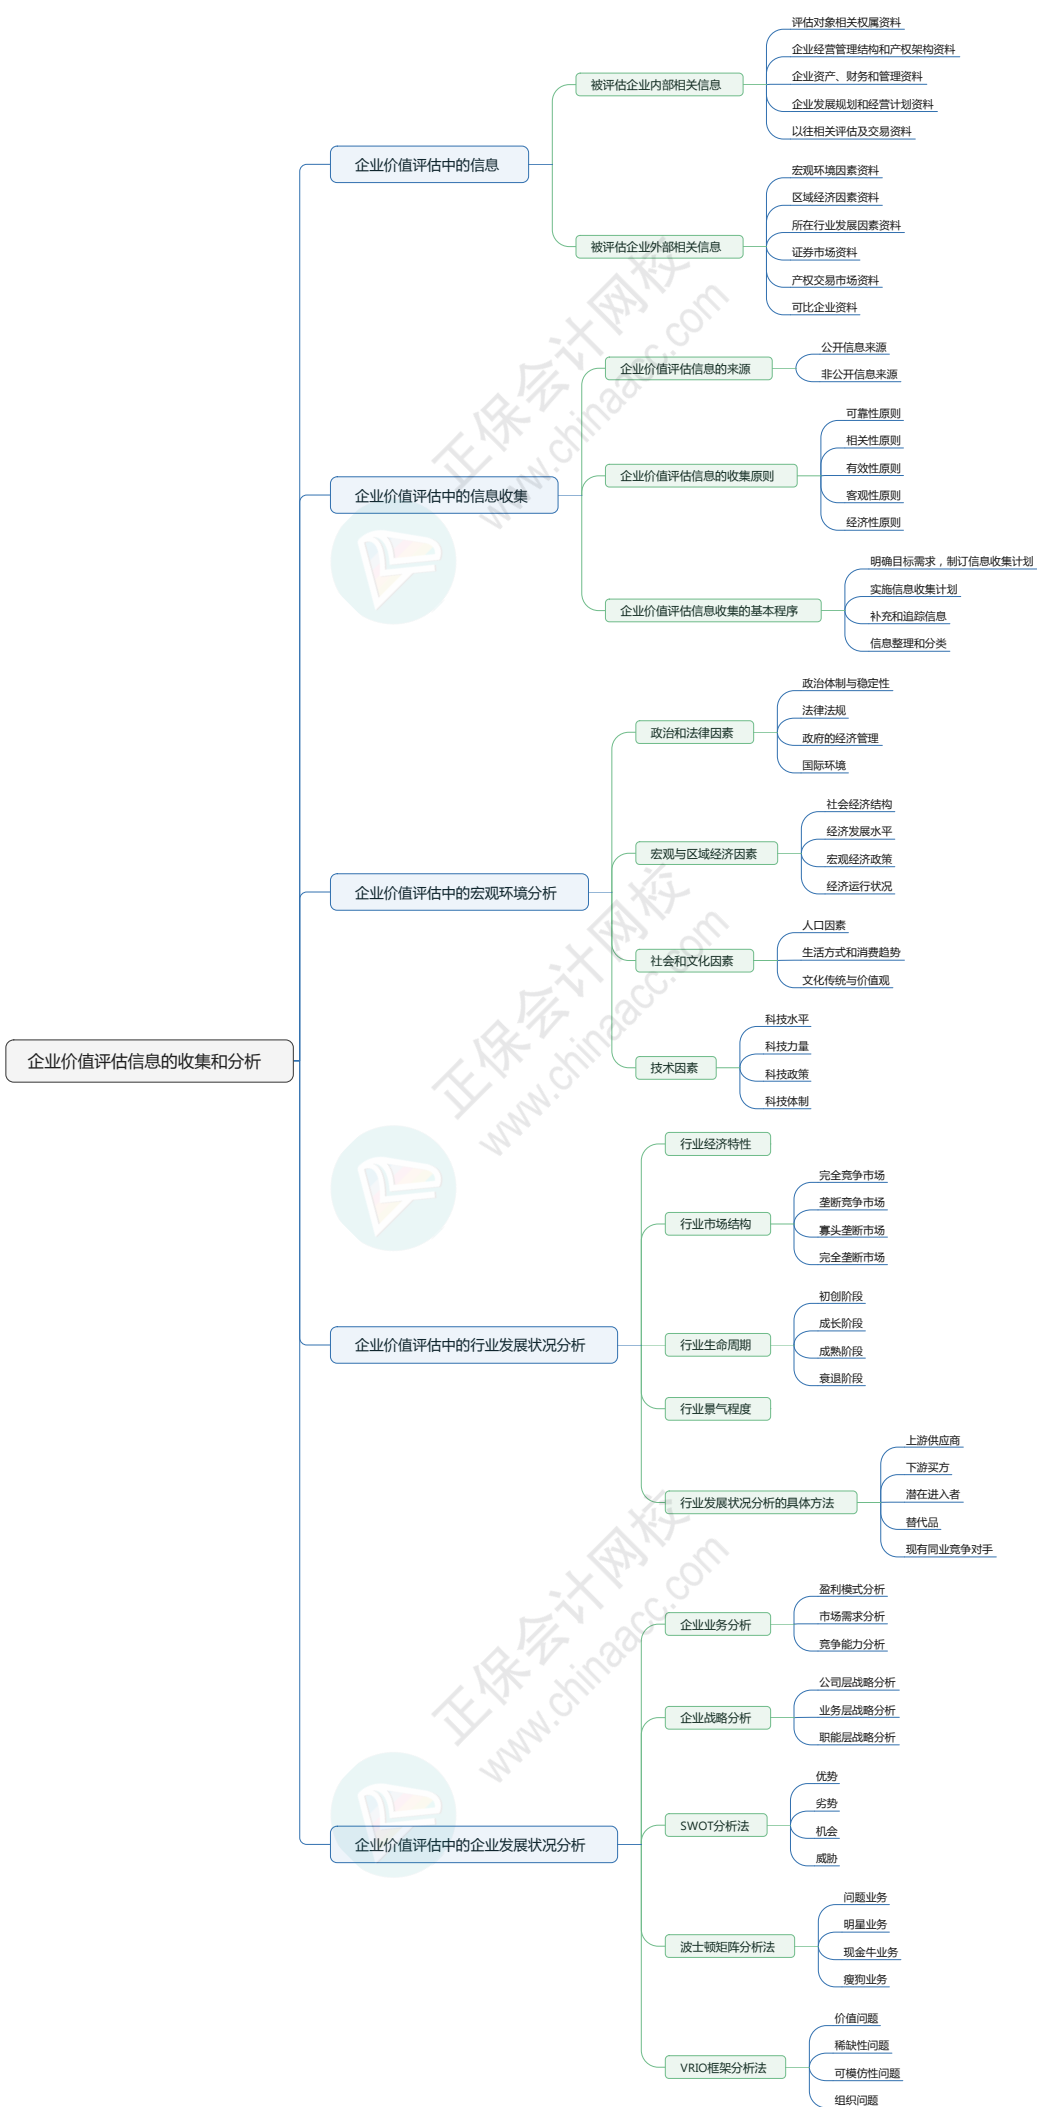 企业价值评估信息的收集和分析
企业价值评估中的信息
被评估企业内部相关信息
评估对象相关权属资料
企业经营管理结构和产权架构资料
企业资产、财务和管理资料
企业发展规划和经营计划资料
以往相关评估及交易资料
被评估企业外部相关信息
宏观环境因素资料
区域经济因素资料
所在行业发展因素资料
证券市场资料
产权交易市场资料
可比企业资料
企业价值评估中的信息收集
企业价值评估信息的来源
公开信息来源
非公开信息来源
企业价值评估信息的收集原则
可靠性原则
相关性原则
有效性原则
客观性原则
经济性原则
企业价值评估信息收集的基本程序
明确目标需求，制订信息收集计划
实施信息收集计划
补充和追踪信息
信息整理和分类
企业价值评估中的宏观环境分析
政治和法律因素
政治体制与稳定性
法律法规
政府的经济管理
国际环境
宏观与区域经济因素
社会经济结构
经济发展水平
宏观经济政策
经济运行状况
社会和文化因素
人口因素
生活方式和消费趋势
文化传统与价值观
技术因素
科技水平
科技力量
科技政策
科技体制
企业价值评估中的行业发展状况分析
行业经济特性
行业市场结构
完全竞争市场
垄断竞争市场
寡头垄断市场
完全垄断市场
行业生命周期
初创阶段
成长阶段
成熟阶段
衰退阶段
行业景气程度
行业发展状况分析的具体方法
上游供应商
下游买方
潜在进入者
替代品
现有同业竞争对手
企业价值评估中的企业发展状况分析
企业业务分析
盈利模式分析
市场需求分析
竞争能力分析
企业战略分析
公司层战略分析
业务层战略分析
职能层战略分析
SWOT分析法
优势
劣势
机会
威胁
波士顿矩阵分析法
问题业务
明星业务
现金牛业务
瘦狗业务
VRIO框架分析法
价值问题
稀缺性问题
可模仿性问题
组织问题
正保会计网校
www.chinaacc.com
正保会计网校
www.chinaacc.com
正保会计网校
www.chinaacc.com